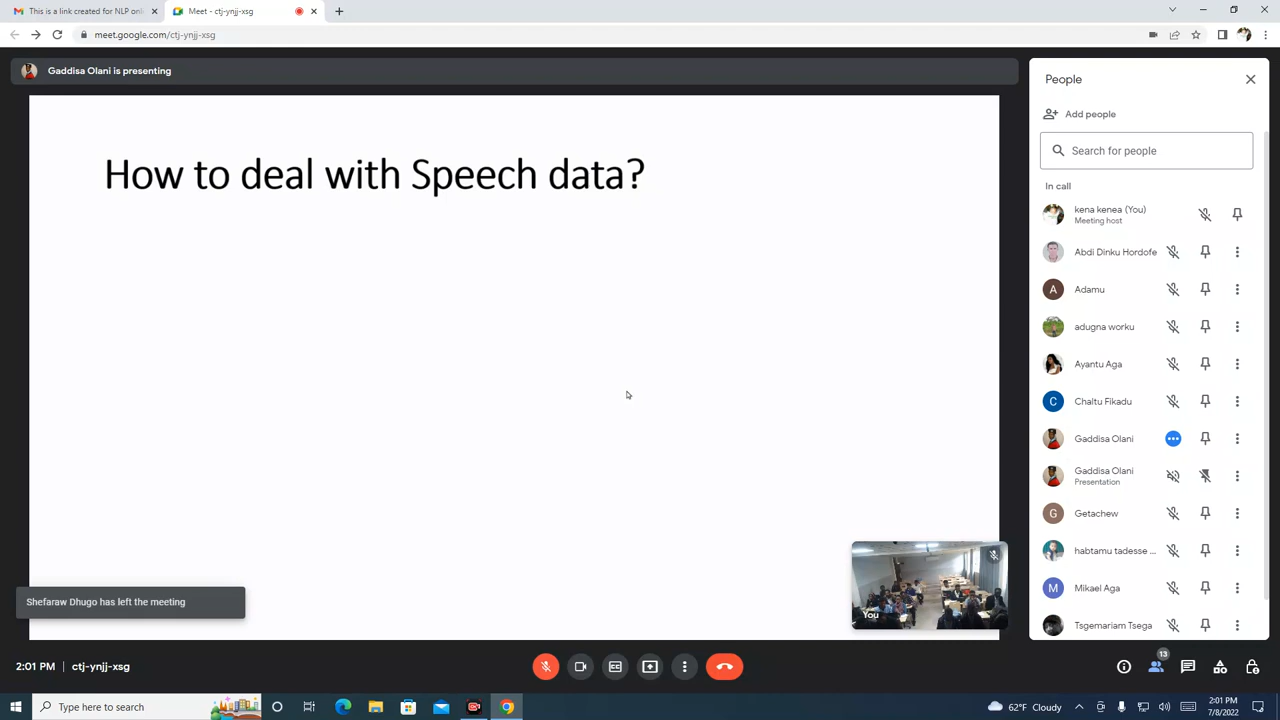 This is a link created for NLP onli
Meet - ctj-ynjj-xsg
meet.google.com/ctj-ynjj-xsg
Gaddisa Olani is presenting
How to deal with Speech data?
Shefaraw Dhugo has left the meeting
You
People
Add people
Search for people
In call
kena kenea (You)
Meeting host
Abdi Dinku Hordofe
A
Adamu
adugna worku
Ayantu Aga
C
Chaltu Fikadu
Gaddisa Olani
Gaddisa Olani
Presentation
G
Getachew
habtamu tadesse ...
M
Mikael Aga
Tsgemariam Tsega
2:01 PM | ctj-ynjj-xsg
13
Type here to search
62°F Cloudy
2:01 PM
7/8/2022